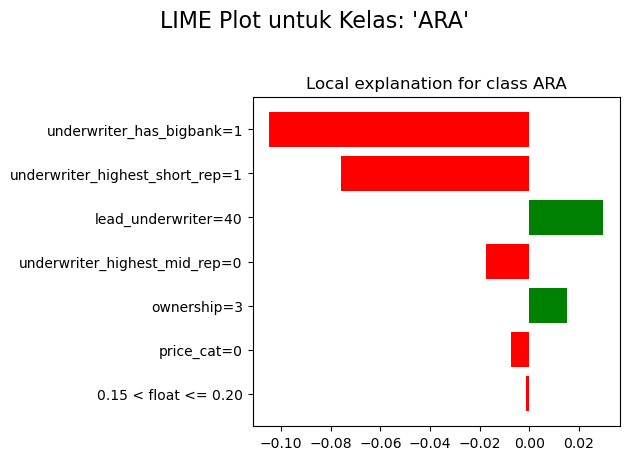 LIME Plot untuk Kelas: 'ARA'
Local explanation for class ARA
underwriter_has_bigbank=1
underwriter_highest_short_rep=1
lead_underwriter=40
underwriter_highest_mid_rep=0
ownership=3
price_cat=0
0.15 < float <= 0.20
−0.10 −0.08 −0.06 −0.04 −0.02 0.00 0.02